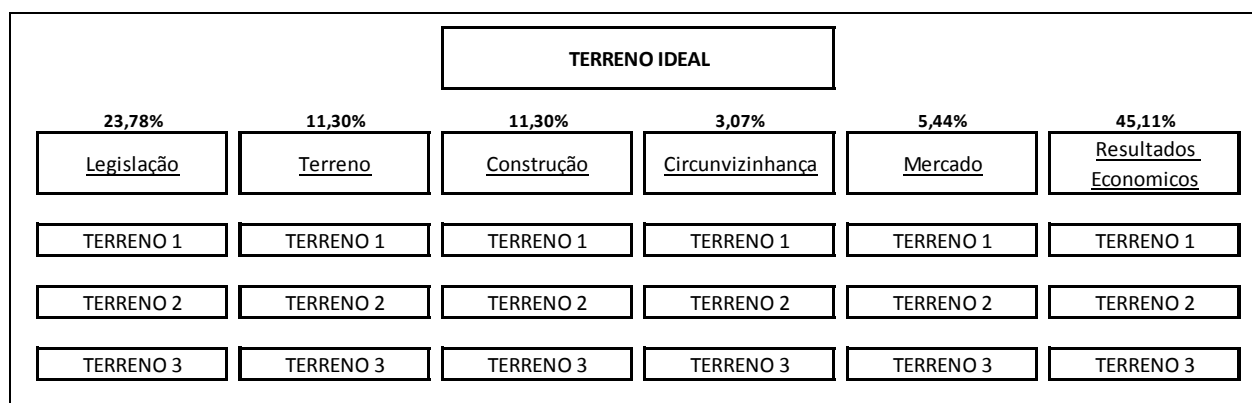 TERRENO IDEAL
23,78% 11,30% 11,30% 3,07% 5,44% 45,11%
Legislação Terreno Construção Circunvizinhança Mercado Resultados Economicos
TERRENO 1 TERRENO 1 TERRENO 1 TERRENO 1 TERRENO 1 TERRENO 1
TERRENO 2 TERRENO 2 TERRENO 2 TERRENO 2 TERRENO 2 TERRENO 2
TERRENO 3 TERRENO 3 TERRENO 3 TERRENO 3 TERRENO 3 TERRENO 3